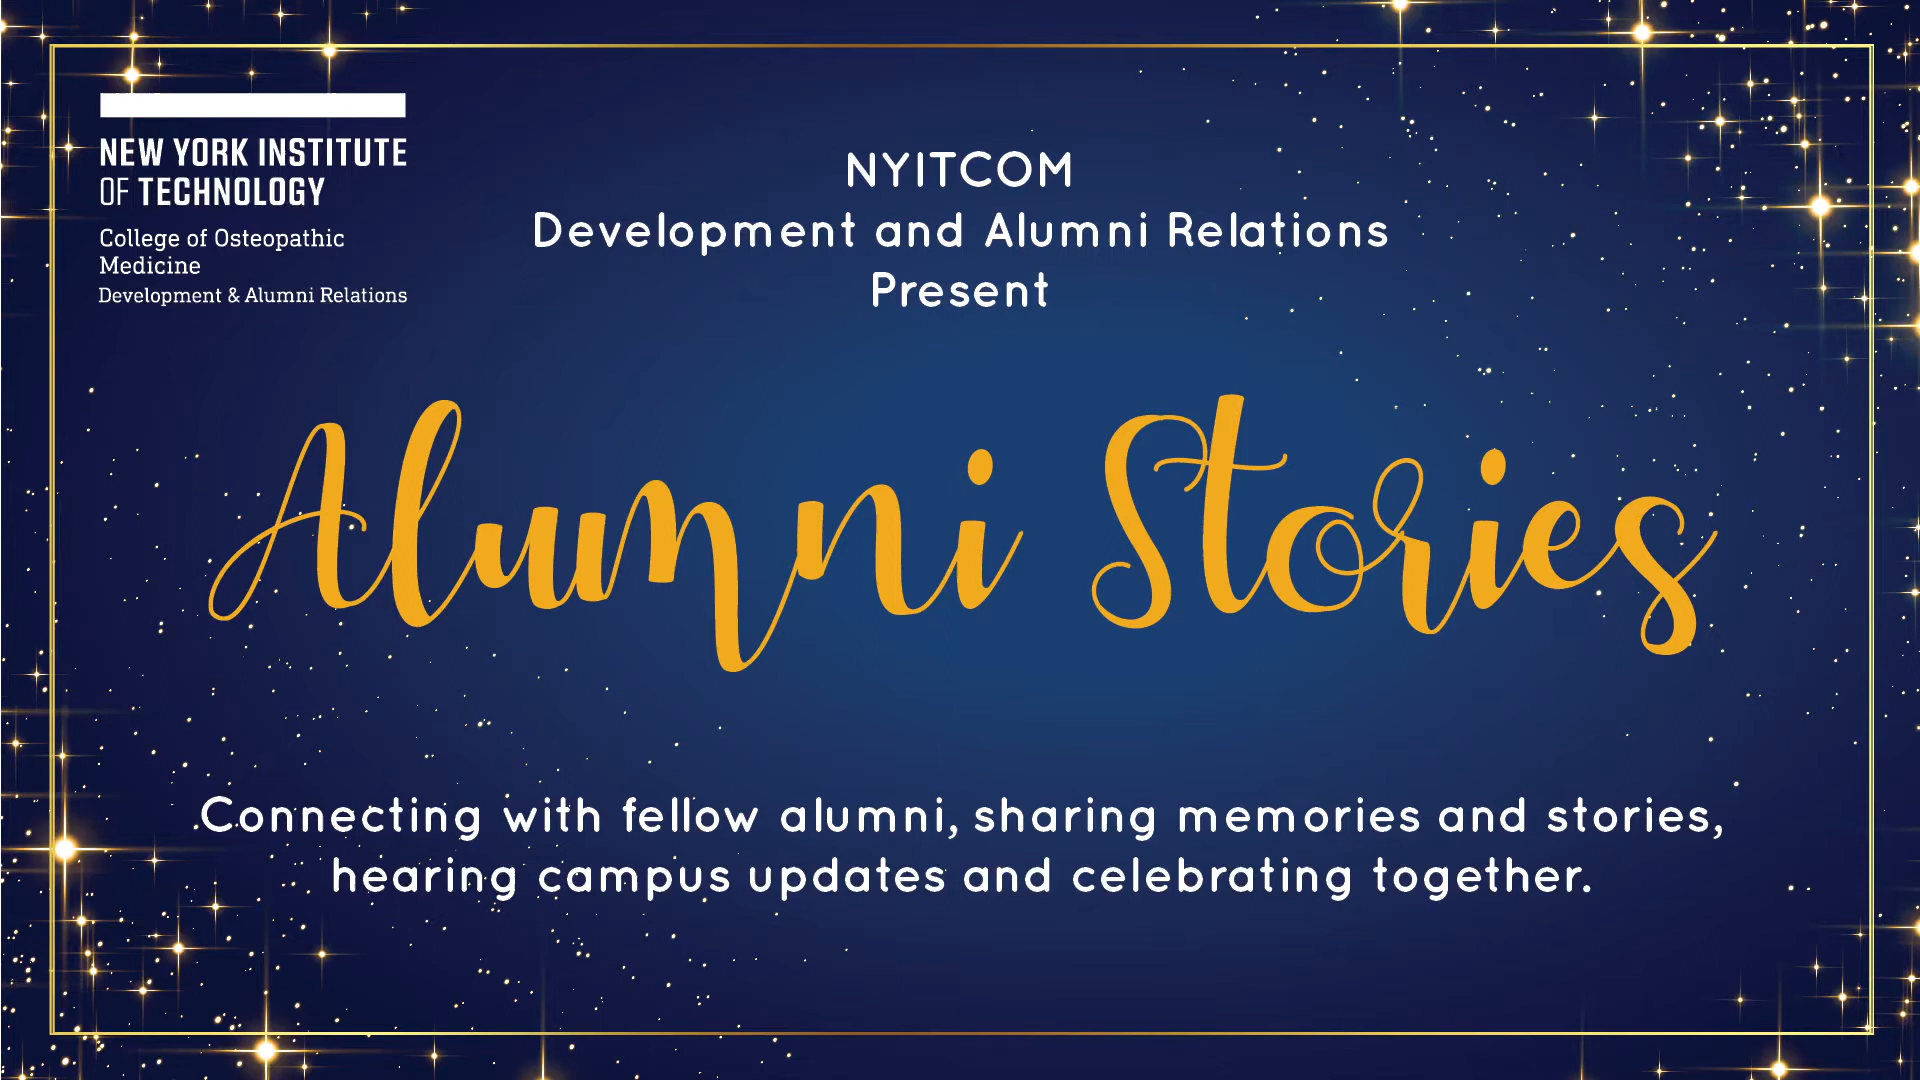 NEW YORK INSTITUTE
OF TECHNOLOGY
College of Osteopathic
Medicine
Development & Alumni Relations
NYITCOM
Development and Alumni Relations
Present
Alumni Stories
Connecting with fellow alumni, sharing memories and stories,
hearing campus updates and celebrating together.